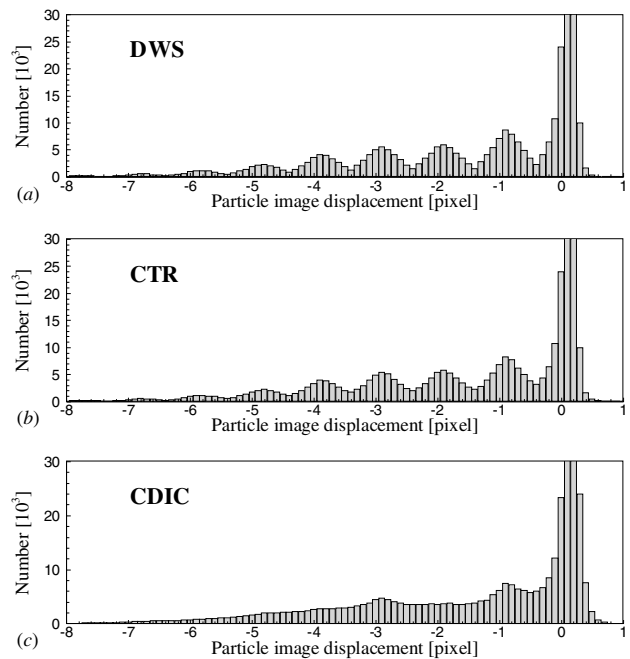 30
25
20
15
10
5
0
Number [10³]
DWS
-8 -7 -6 -5 -4 -3 -2 -1 0 1
Particle image displacement [pixel]
(a)
30
25
20
15
10
5
0
Number [10³]
CTR
-8 -7 -6 -5 -4 -3 -2 -1 0 1
Particle image displacement [pixel]
(b)
30
20
10
0
Number [10³]
CDIC
-8 -7 -6 -5 -4 -3 -2 -1 0 1
Particle image displacement [pixel]
(c)